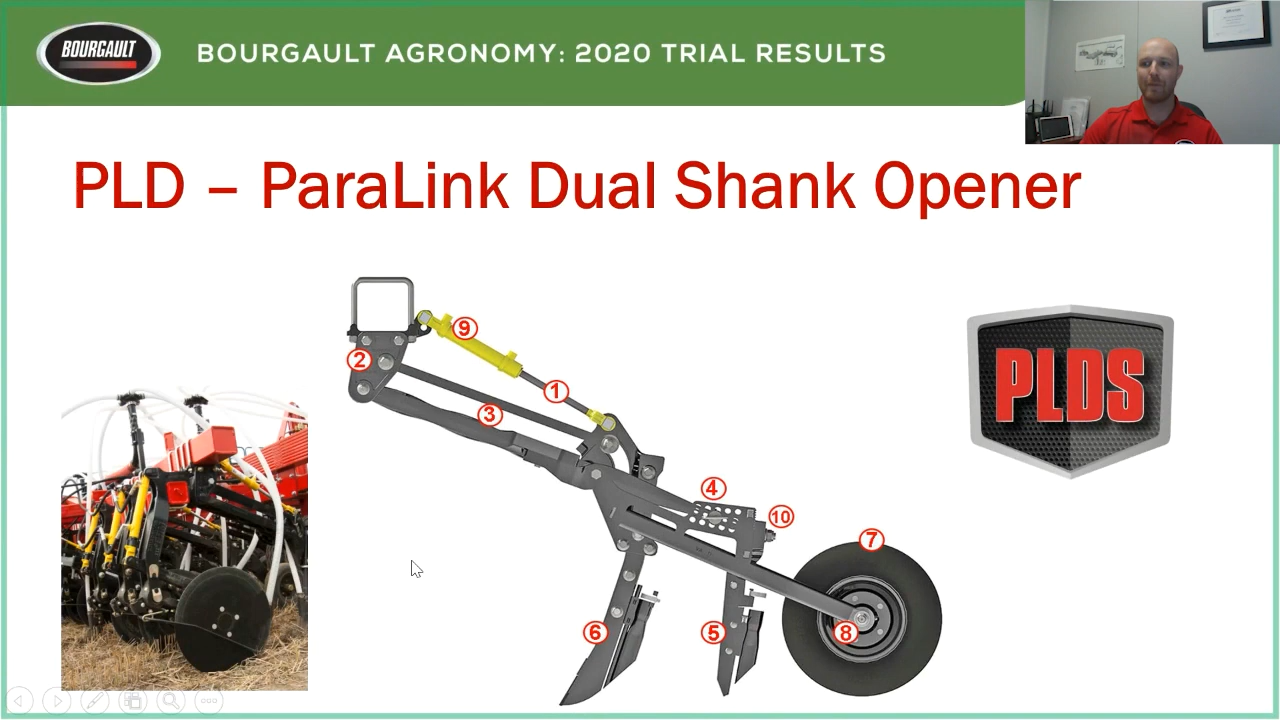 BOURGAULT
BOURGAULT AGRONOMY: 2020 TRIAL RESULTS
PLD – ParaLink Dual Shank Opener
9
2
1
3
PLDS
4
10
7
6
5
8